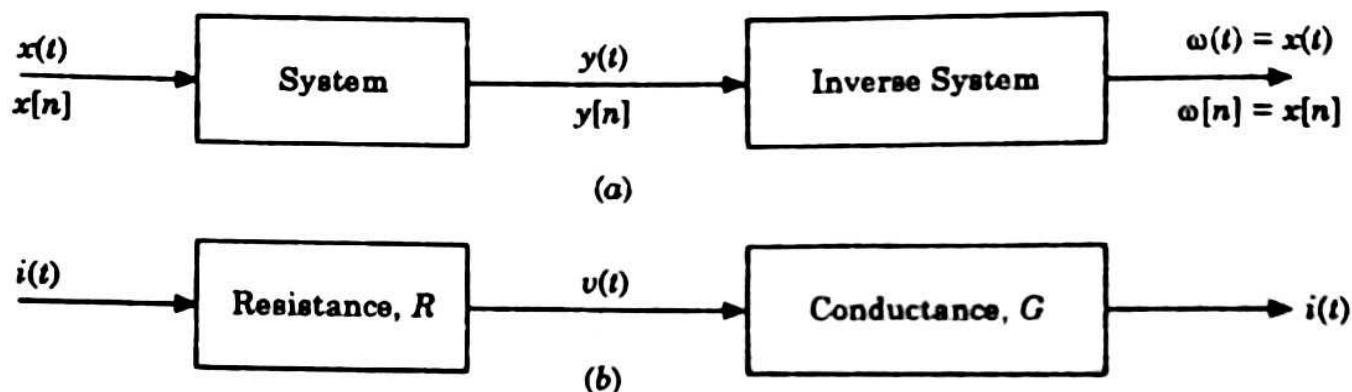 x(t)
x[n]
System
y(t)
y[n]
Inverse System
ω(t) = x(t)
ω[n] = x[n]
(a)
i(t)
Resistance, R
v(t)
Conductance, G
i(t)
(b)